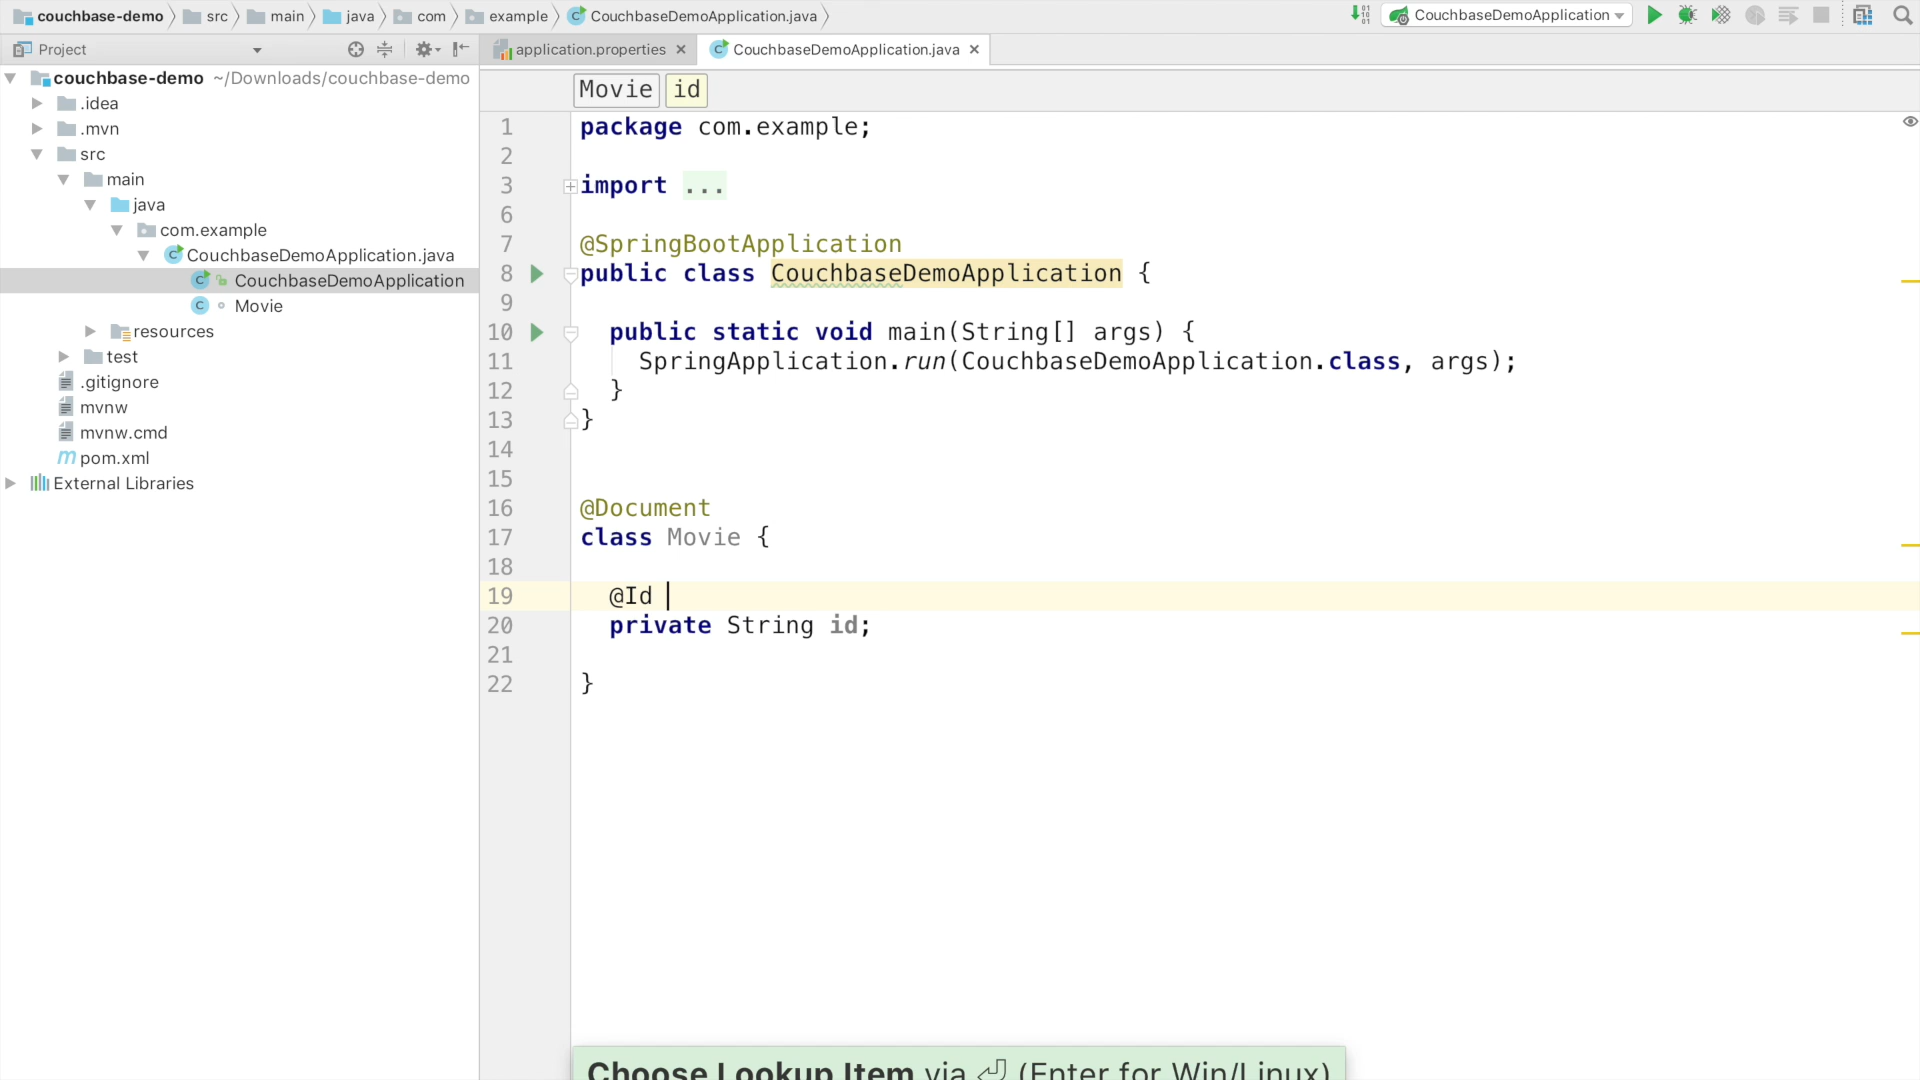 couchbase-demo src main java com example CouchbaseDemoApplication.java CouchbaseDemoApplication
Project application.properties CouchbaseDemoApplication.java
couchbase-demo ~/Downloads/couchbase-demo
.idea
.mvn
src
main
java
com.example
CouchbaseDemoApplication.java
CouchbaseDemoApplication
Movie
resources
test
.gitignore
mvnw
mvnw.cmd
pom.xml
External Libraries
Movie id
1 package com.example;
2
3 import ...
6
7 @SpringBootApplication
8 public class CouchbaseDemoApplication {
9
10 public static void main(String[] args) {
11 SpringApplication.run(CouchbaseDemoApplication.class, args);
12 }
13 }
14
15
16 @Document
17 class Movie {
18
19 @Id
20 private String id;
21
22 }
Choose Lookup Item via ⏎ (Enter for Win/Linux)